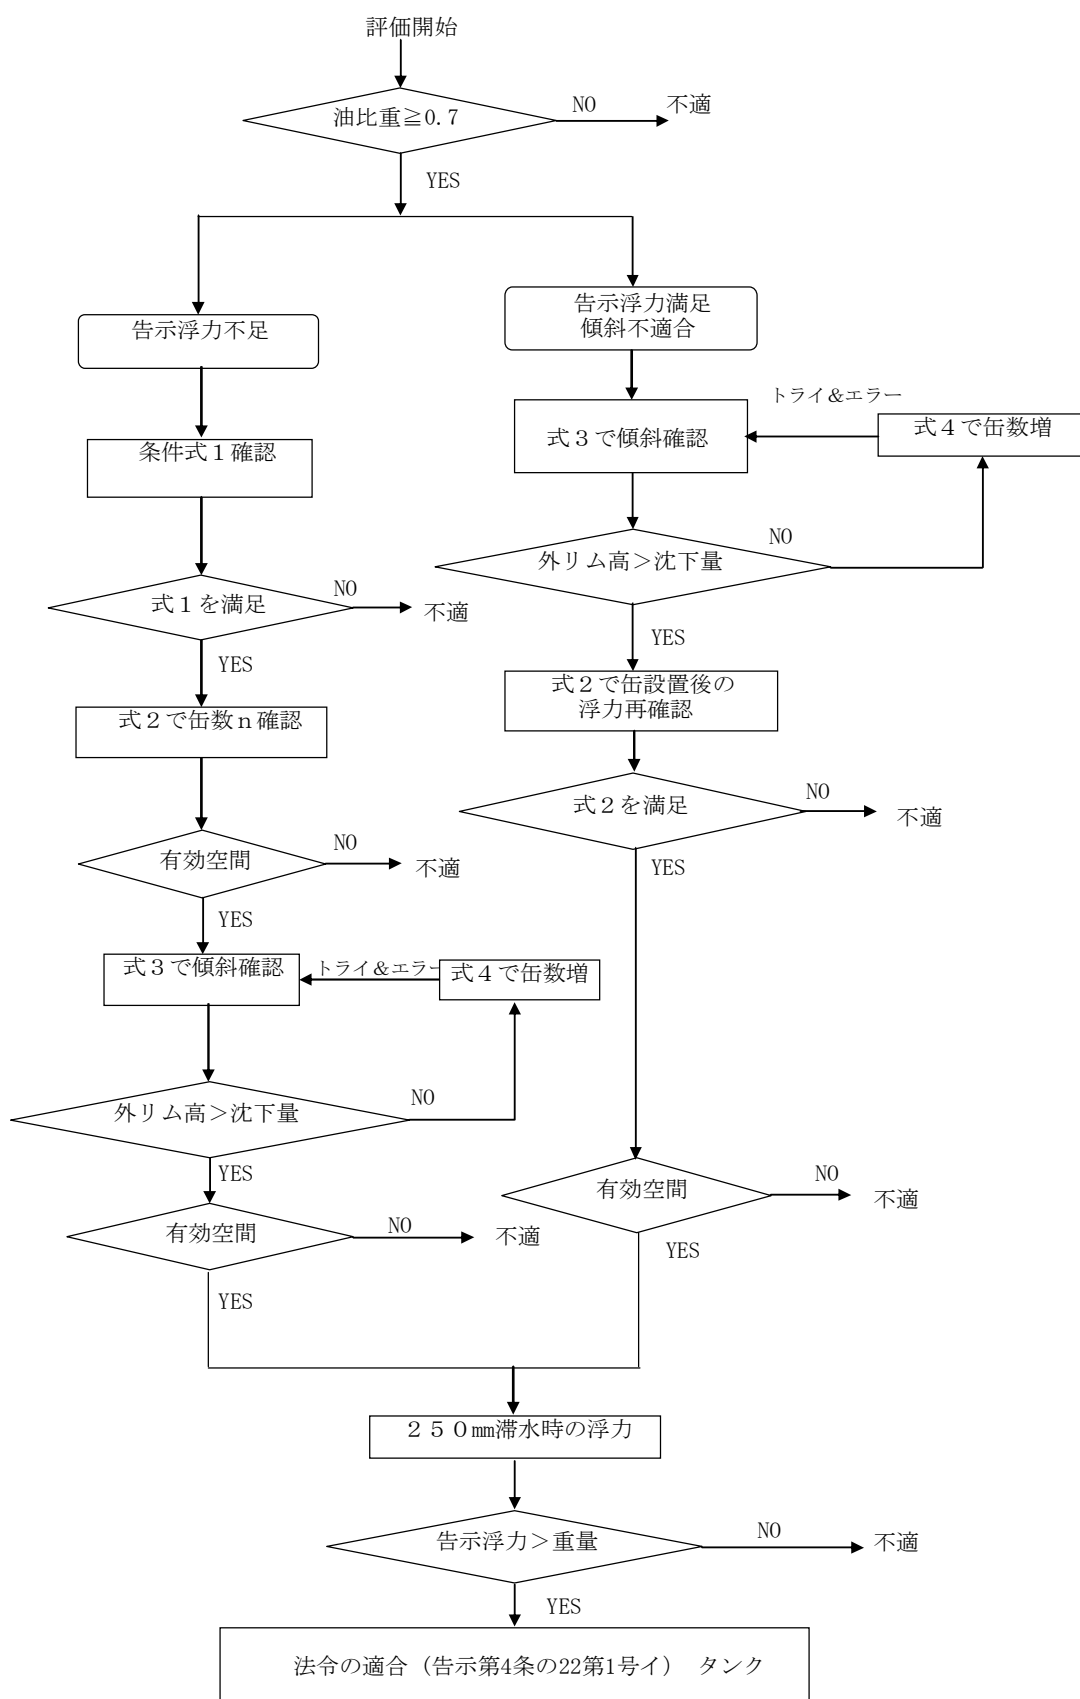 評価開始
油比重≧0.7
NO
不適
YES
告示浮力不足
条件式１確認
式１を満足
NO
不適
YES
式２で缶数ｎ確認
有効空間
NO
不適
YES
式３で傾斜確認
トライ&エラー
式４で缶数増
外リム高＞沈下量
NO
YES
有効空間
NO
不適
YES
告示浮力満足
傾斜不適合
式３で傾斜確認
トライ&エラー
式４で缶数増
外リム高＞沈下量
NO
YES
式２で缶設置後の
浮力再確認
式２を満足
NO
不適
YES
有効空間
NO
不適
YES
２５０㎜滞水時の浮力
告示浮力＞重量
NO
不適
YES
法令の適合（告示第4条の22第1号イ） タンク